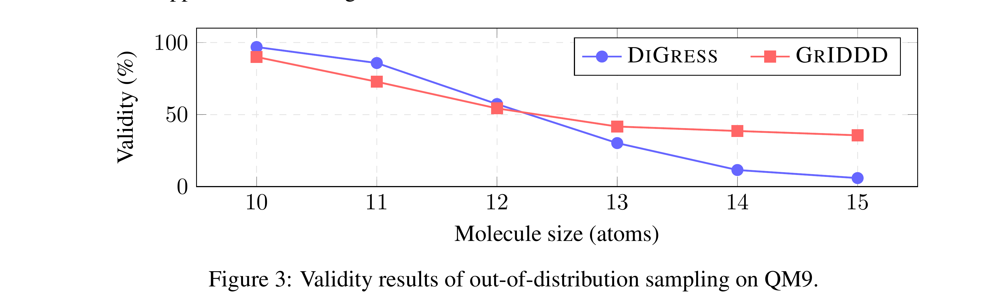 DIGRESS GRIDDD
100
50
0
Validity (%)
10 11 12 13 14 15
Molecule size (atoms)
Figure 3: Validity results of out-of-distribution sampling on QM9.